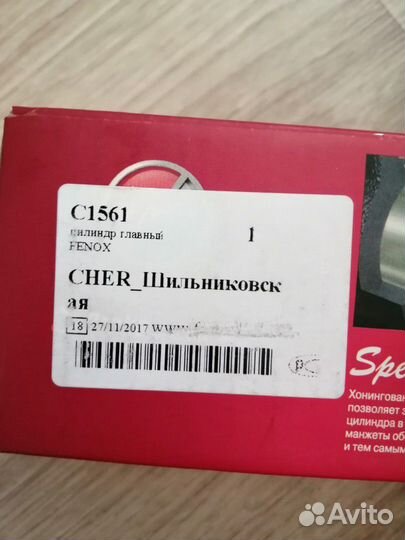 C1561
цилиндр главный
FENOX
1
CHER_Шильниковск
ая
18 27/11/2017 WWW.
Spe
Хонингован
позволяет з
цилиндра в
манжеты об
и тем самым
Avito